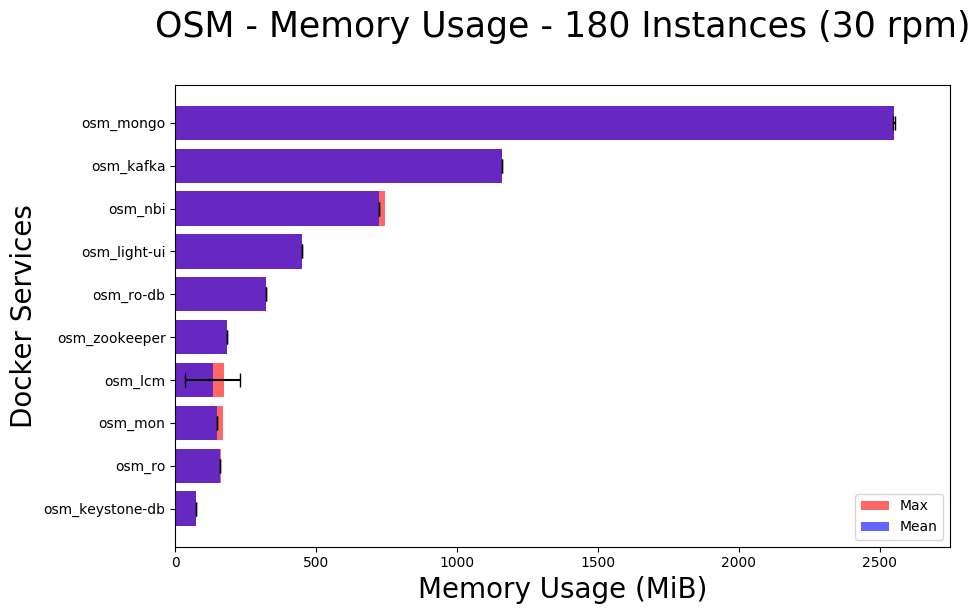 OSM - Memory Usage - 180 Instances (30 rpm)
Docker Services
osm_mongo
osm_kafka
osm_nbi
osm_light-ui
osm_ro-db
osm_zookeeper
osm_lcm
osm_mon
osm_ro
osm_keystone-db
Max
Mean
0 500 1000 1500 2000 2500
Memory Usage (MiB)